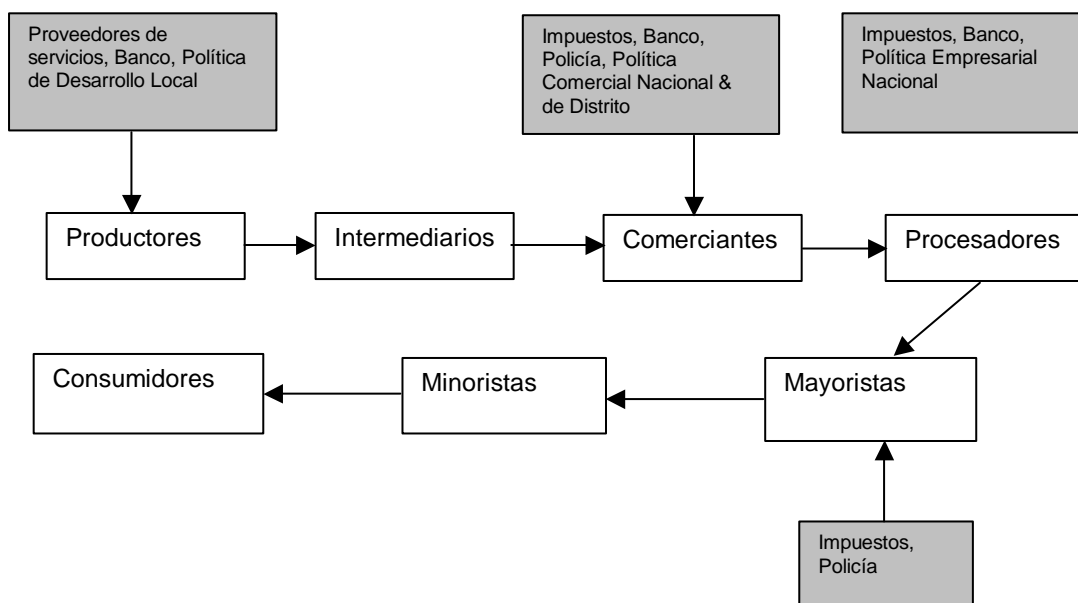 Proveedores de
servicios, Banco, Política
de Desarrollo Local
Impuestos, Banco,
Policía, Política
Comercial Nacional &
de Distrito
Impuestos, Banco,
Política Empresarial
Nacional
Productores
Intermediarios
Comerciantes
Procesadores
Consumidores
Minoristas
Mayoristas
Impuestos,
Policía